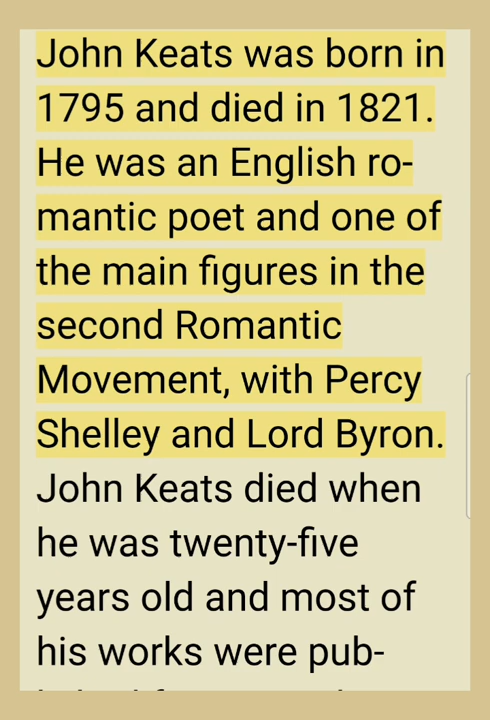 John Keats was born in
1795 and died in 1821.
He was an English ro-
mantic poet and one of
the main figures in the
second Romantic
Movement, with Percy
Shelley and Lord Byron.
John Keats died when
he was twenty-five
years old and most of
his works were pub-